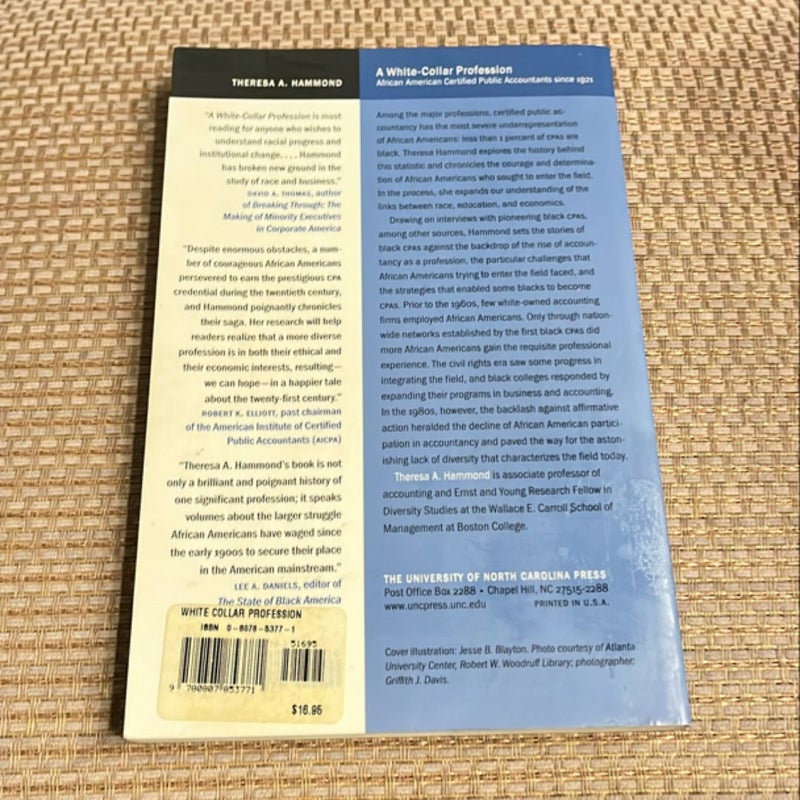 THERESA A. HAMMOND
"A White-Collar Profession is must
reading for anyone who wishes to
understand racial progress and
institutional change. . . . Hammond
has broken new ground in the
study of race and business."
DAVID A. THOMAS, author
of Breaking Through: The
Making of Minority Executives
in Corporate America
"Despite enormous obstacles, a num-
ber of courageous African Americans
persevered to earn the prestigious CPA
credential during the twentieth century,
and Hammond poignantly chronicles
their saga. Her research will help
readers realize that a more diverse
profession is in both their ethical and
their economic interests, resulting—
we can hope—in a happier tale
about the twenty-first century."
ROBERT K. ELLIOTT, past chairman
of the American Institute of Certified
Public Accountants (AICPA)
"Theresa A. Hammond's book is not
only a brilliant and poignant history of
one significant profession; it speaks
volumes about the larger struggle
African Americans have waged since
the early 1900s to secure their place
in the American mainstream."
LEE A. DANIELS, editor of
The State of Black America
WHITE COLLAR PROFESSION
ISBN 0-8078-5377-1
51695
9 780807 853771
$16.95
A White-Collar Profession
African American Certified Public Accountants since 1921
Among the major professions, certified public ac-
countancy has the most severe underrepresentation
of African Americans: less than 1 percent of CPAs are
black. Theresa Hammond explores the history behind
this statistic and chronicles the courage and determina-
tion of African Americans who sought to enter the field.
In the process, she expands our understanding of the
links between race, education, and economics.
Drawing on interviews with pioneering black CPAs,
among other sources, Hammond sets the stories of
black CPAs against the backdrop of the rise of accoun-
tancy as a profession, the particular challenges that
African Americans trying to enter the field faced, and
the strategies that enabled some blacks to become
CPAs. Prior to the 1960s, few white-owned accounting
firms employed African Americans. Only through nation-
wide networks established by the first black CPAs did
more African Americans gain the requisite professional
experience. The civil rights era saw some progress in
integrating the field, and black colleges responded by
expanding their programs in business and accounting.
In the 1980s, however, the backlash against affirmative
action heralded the decline of African American partici-
pation in accountancy and paved the way for the aston-
ishing lack of diversity that characterizes the field today.
Theresa A. Hammond is associate professor of
accounting and Ernst and Young Research Fellow in
Diversity Studies at the Wallace E. Carroll School of
Management at Boston College.
THE UNIVERSITY OF NORTH CAROLINA PRESS
Post Office Box 2288 • Chapel Hill, NC 27515-2288
www.uncpress.unc.edu PRINTED IN U.S.A.
Cover illustration: Jesse B. Blayton. Photo courtesy of Atlanta
University Center, Robert W. Woodruff Library; photographer:
Griffith J. Davis.